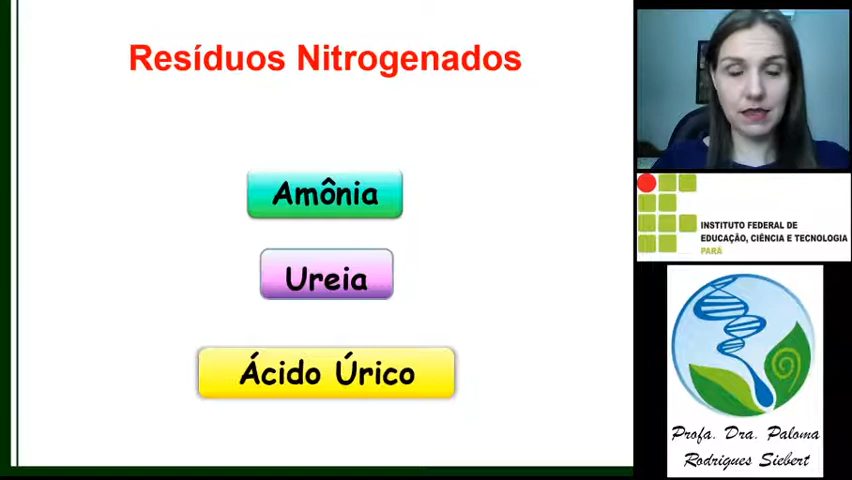 Resíduos Nitrogenados
Amônia
Ureia
Ácido Úrico
INSTITUTO FEDERAL DE
EDUCAÇÃO, CIÊNCIA E TECNOLOGIA
PARÁ
Profa. Dra. Paloma
Rodrigues Siebert